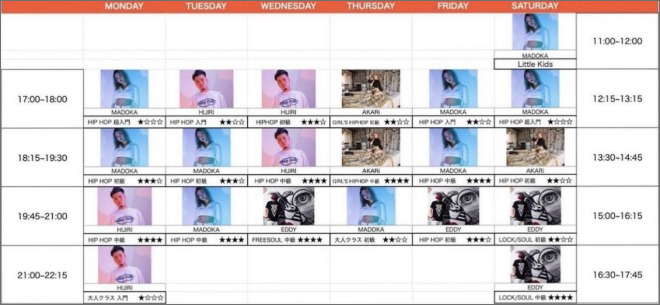 MONDAY TUESDAY WEDNESDAY THURSDAY FRIDAY SATURDAY
11:00~12:00
MADOKA
Little Kids
17:00~18:00
12:15~13:15
MADOKA HIJIRI HIJIRI AKARi MADOKA MADOKA
HIP HOP 超入門 ★☆☆☆ HIP HOP 入門 ★★☆☆ HIPHOP 初級 ★★★☆ GIRL'S HIPHOP 初級 ★★☆☆ HIP HOP 入門 ★★☆☆ HIP HOP 超入門 ★☆☆☆
18:15~19:30
13:30~14:45
MADOKA MADOKA HIJIRI AKARi MADOKA AKARi
HIP HOP 初級 ★★★☆ HIP HOP 初級 ★★★☆ HIP HOP 中級 ★★★★ GIRL'S HIPHOP 中級 ★★★★ HIP HOP 中級 ★★★★ HIP HOP 入門 ★★☆☆
19:45~21:00
15:00~16:15
HIJIRI MADOKA EDDY MADOKA EDDY EDDY
HIP HOP 中級 ★★★★ HIP HOP 中級 ★★★★ FREESOUL 中級 ★★★★ 大人クラス 初級 ★★☆☆ HIP HOP 初級 ★★★☆ LOCK/SOUL 初級 ★★☆☆
21:00~22:15
16:30~17:45
HIJIRI EDDY
大人クラス 入門 ★☆☆☆ LOCK/SOUL 中級 ★★★★